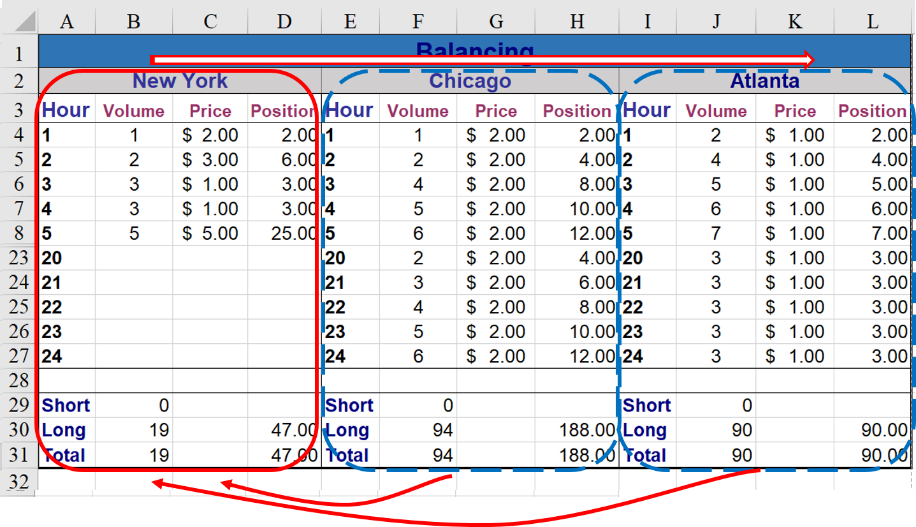 A B C D E F G H I J K L
1 Balancing
2 New York Chicago Atlanta
3 Hour Volume Price Position Hour Volume Price Position Hour Volume Price Position
4 1 1 $ 2.00 2.00 1 2 $ 2.00 2.00 1 2 $ 1.00 2.00
5 2 2 $ 3.00 6.00 2 2 $ 2.00 4.00 2 4 $ 1.00 4.00
6 3 3 $ 1.00 3.00 3 4 $ 2.00 8.00 3 5 $ 1.00 5.00
7 4 3 $ 1.00 3.00 4 5 $ 2.00 10.00 4 6 $ 1.00 6.00
8 5 5 $ 5.00 25.00 5 6 $ 2.00 12.00 5 7 $ 1.00 7.00
23 20 20 2 $ 2.00 4.00 20 3 $ 1.00 3.00
24 21 21 3 $ 2.00 6.00 21 3 $ 1.00 3.00
25 22 22 4 $ 2.00 8.00 22 3 $ 1.00 3.00
26 23 23 5 $ 2.00 10.00 23 3 $ 1.00 3.00
27 24 24 6 $ 2.00 12.00 24 3 $ 1.00 3.00
28
29 Short 0 Short 0 Short 0
30 Long 19 47.00 Long 94 188.00 Long 90 90.00
31 Total 19 47.00 Total 94 188.00 Total 90 90.00
32